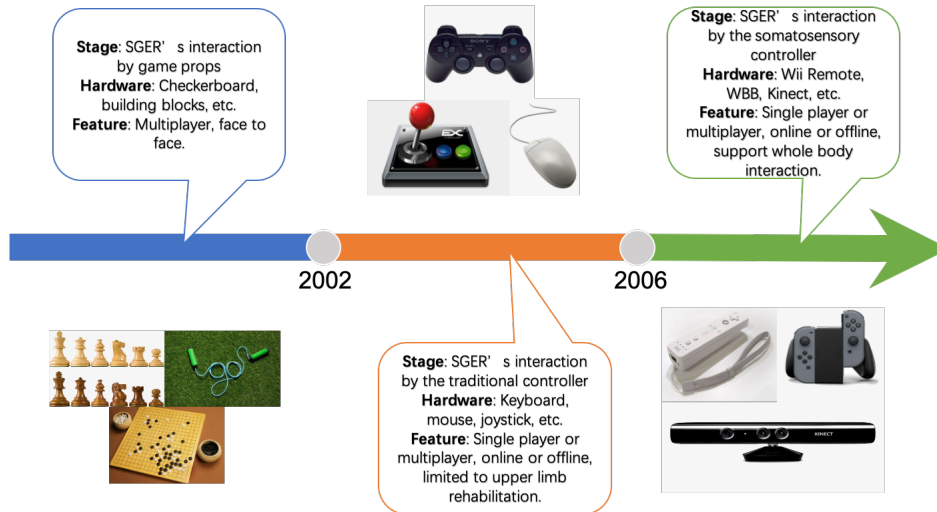 Stage: SGER's interaction
by game props
Hardware: Checkerboard,
building blocks, etc.
Feature: Multiplayer, face to
face.
SONY
EX
Stage: SGER's interaction
by the somatosensory
controller
Hardware: Wii Remote,
WBB, Kinect, etc.
Feature: Single player or
multiplayer, online or offline,
support whole body
interaction.
2002
2006
Stage: SGER's interaction
by the traditional controller
Hardware: Keyboard,
mouse, joystick, etc.
Feature: Single player or
multiplayer, online or offline,
limited to upper limb
rehabilitation.
KINECT